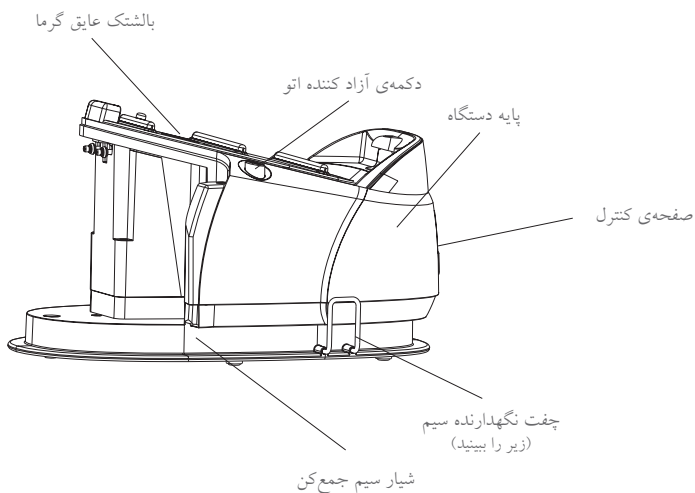 بالشتک عایق گرما
دکمه‌ی آزاد کننده اتو
پایه دستگاه
صفحه‌ی کنترل
چفت نگهدارنده سیم
(زیر را ببینید)
شیار سیم جمع‌کن